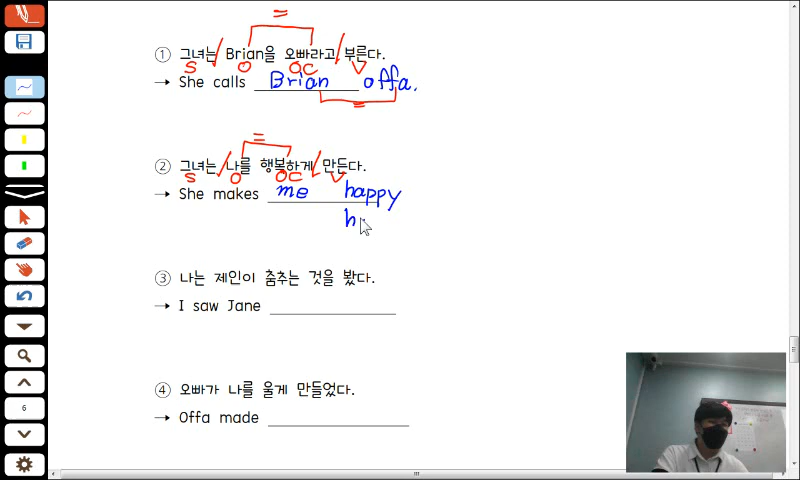 =
① 그녀는 / Brian을 오빠라고 / 부른다.
S O OC V
→ She calls Brian offa.
=
=
② 그녀는 / 나를 행복하게 / 만든다.
S O OC V
→ She makes me happy
h
③ 나는 제인이 춤추는 것을 봤다.
→ I saw Jane
④ 오빠가 나를 울게 만들었다.
→ Offa made
6